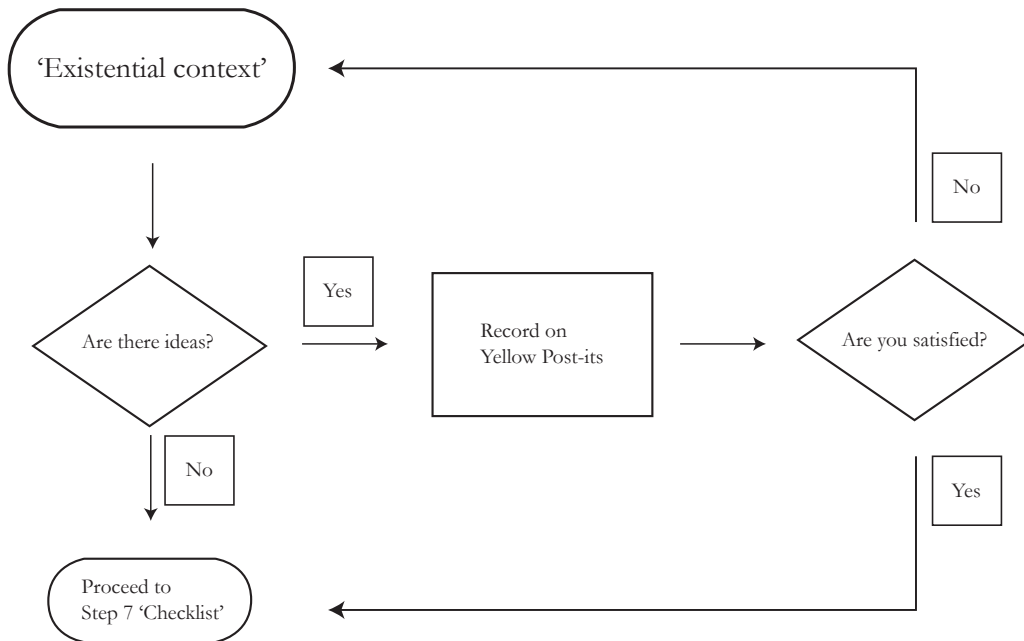 ‘Existential context’
No
Are there ideas?
Yes
Record on
Yellow Post-its
Are you satisfied?
No
Yes
Proceed to
Step 7 ‘Checklist’